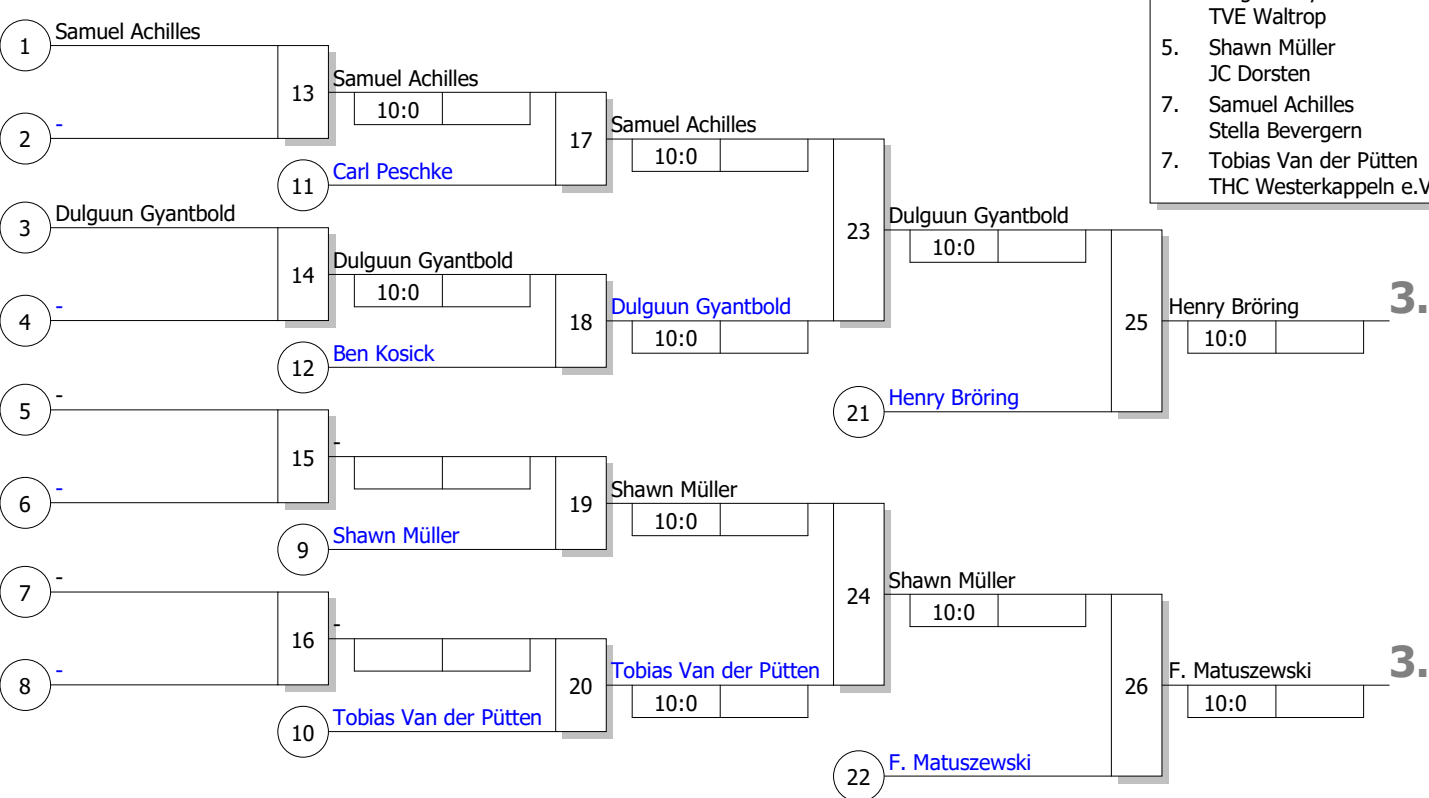 TVE Waltrop
5. Shawn Müller
JC Dorsten
7. Samuel Achilles
Stella Bevergern
7. Tobias Van der Pütten
THC Westerkappeln e.V
1 Samuel Achilles
2 -
13 Samuel Achilles
10:0
11 Carl Peschke
17 Samuel Achilles
10:0
3 Dulguun Gyantbold
4 -
14 Dulguun Gyantbold
10:0
12 Ben Kosick
18 Dulguun Gyantbold
10:0
23 Dulguun Gyantbold
10:0
21 Henry Bröring
25 Henry Bröring 3.
10:0
5 -
6 -
15 -
9 Shawn Müller
19 Shawn Müller
10:0
7 -
8 -
16 -
10 Tobias Van der Pütten
20 Tobias Van der Pütten
10:0
24 Shawn Müller
10:0
22 F. Matuszewski
26 F. Matuszewski 3.
10:0